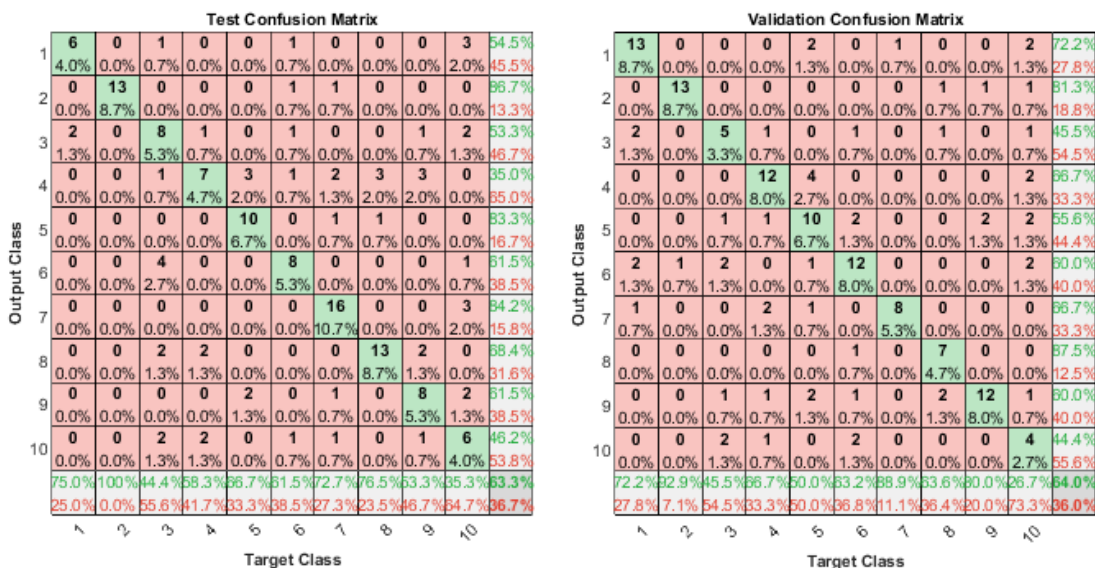 Test Confusion Matrix
Output Class
1 6 0 1 0 0 1 0 0 0 3 54.5%
4.0% 0.0% 0.7% 0.0% 0.0% 0.7% 0.0% 0.0% 0.0% 2.0% 45.5%
2 0 13 0 0 0 1 1 0 0 0 86.7%
0.0% 8.7% 0.0% 0.0% 0.0% 0.7% 0.7% 0.0% 0.0% 0.0% 13.3%
3 2 0 8 1 0 1 0 0 1 2 53.3%
1.3% 0.0% 5.3% 0.7% 0.0% 0.7% 0.0% 0.0% 0.7% 1.3% 46.7%
4 0 0 1 7 3 1 2 3 3 0 35.0%
0.0% 0.0% 0.7% 4.7% 2.0% 0.7% 1.3% 2.0% 2.0% 0.0% 65.0%
5 0 0 0 0 10 0 1 1 0 0 83.3%
0.0% 0.0% 0.0% 0.0% 6.7% 0.0% 0.7% 0.7% 0.0% 0.0% 16.7%
6 0 0 4 0 0 8 0 0 0 1 61.5%
0.0% 0.0% 2.7% 0.0% 0.0% 5.3% 0.0% 0.0% 0.0% 0.7% 38.5%
7 0 0 0 0 0 0 16 0 0 3 84.2%
0.0% 0.0% 0.0% 0.0% 0.0% 0.0% 10.7% 0.0% 0.0% 2.0% 15.8%
8 0 0 2 2 0 0 0 13 2 0 68.4%
0.0% 0.0% 1.3% 1.3% 0.0% 0.0% 0.0% 8.7% 1.3% 0.0% 31.6%
9 0 0 0 0 2 0 1 0 8 2 61.5%
0.0% 0.0% 0.0% 0.0% 1.3% 0.0% 0.7% 0.0% 5.3% 1.3% 38.5%
10 0 0 2 2 0 1 1 0 1 6 46.2%
0.0% 0.0% 1.3% 1.3% 0.0% 0.7% 0.7% 0.0% 0.7% 4.0% 53.8%
75.0% 100% 44.4% 58.3% 66.7% 61.5% 72.7% 76.5% 53.3% 35.3% 63.3%
25.0% 0.0% 55.6% 41.7% 33.3% 38.5% 27.3% 23.5% 46.7% 64.7% 36.7%
1 2 3 4 5 6 7 8 9 10
Target Class
Validation Confusion Matrix
Output Class
1 13 0 0 0 2 0 1 0 0 2 72.2%
8.7% 0.0% 0.0% 0.0% 1.3% 0.0% 0.7% 0.0% 0.0% 1.3% 27.8%
2 0 13 0 0 0 0 0 1 1 1 81.3%
0.0% 8.7% 0.0% 0.0% 0.0% 0.0% 0.0% 0.7% 0.7% 0.7% 18.8%
3 2 0 5 1 0 1 0 1 0 1 45.5%
1.3% 0.0% 3.3% 0.7% 0.0% 0.7% 0.0% 0.7% 0.0% 0.7% 54.5%
4 0 0 0 12 4 0 0 0 0 2 66.7%
0.0% 0.0% 0.0% 8.0% 2.7% 0.0% 0.0% 0.0% 0.0% 1.3% 33.3%
5 0 0 1 1 10 2 0 0 2 2 55.6%
0.0% 0.0% 0.7% 0.7% 6.7% 1.3% 0.0% 0.0% 1.3% 1.3% 44.4%
6 2 1 2 0 1 12 0 0 0 2 60.0%
1.3% 0.7% 1.3% 0.0% 0.7% 8.0% 0.0% 0.0% 0.0% 1.3% 40.0%
7 1 0 0 2 1 0 8 0 0 0 66.7%
0.7% 0.0% 0.0% 1.3% 0.7% 0.0% 5.3% 0.0% 0.0% 0.0% 33.3%
8 0 0 0 0 0 1 0 7 0 0 87.5%
0.0% 0.0% 0.0% 0.0% 0.0% 0.7% 0.0% 4.7% 0.0% 0.0% 12.5%
9 0 0 1 1 2 1 0 2 12 1 60.0%
0.0% 0.0% 0.7% 0.7% 1.3% 0.7% 0.0% 1.3% 8.0% 0.7% 40.0%
10 0 0 2 1 0 2 0 0 0 4 44.4%
0.0% 0.0% 1.3% 0.7% 0.0% 1.3% 0.0% 0.0% 0.0% 2.7% 55.6%
72.2% 92.9% 45.5% 66.7% 50.0% 63.2% 88.9% 63.6% 80.0% 26.7% 64.0%
27.8% 7.1% 54.5% 33.3% 50.0% 36.8% 11.1% 36.4% 20.0% 73.3% 36.0%
1 2 3 4 5 6 7 8 9 10
Target Class